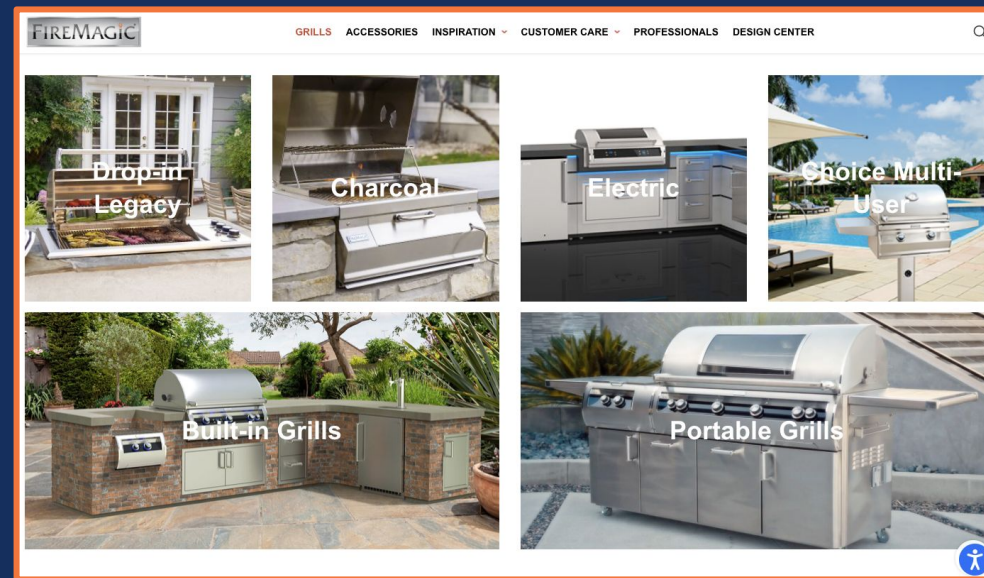 FIREMAGIC
GRILLS ACCESSORIES INSPIRATION CUSTOMER CARE PROFESSIONALS DESIGN CENTER
Drop-in
Legacy
Charcoal
Electric
Choice Multi-
User
Built-in Grills
Portable Grills